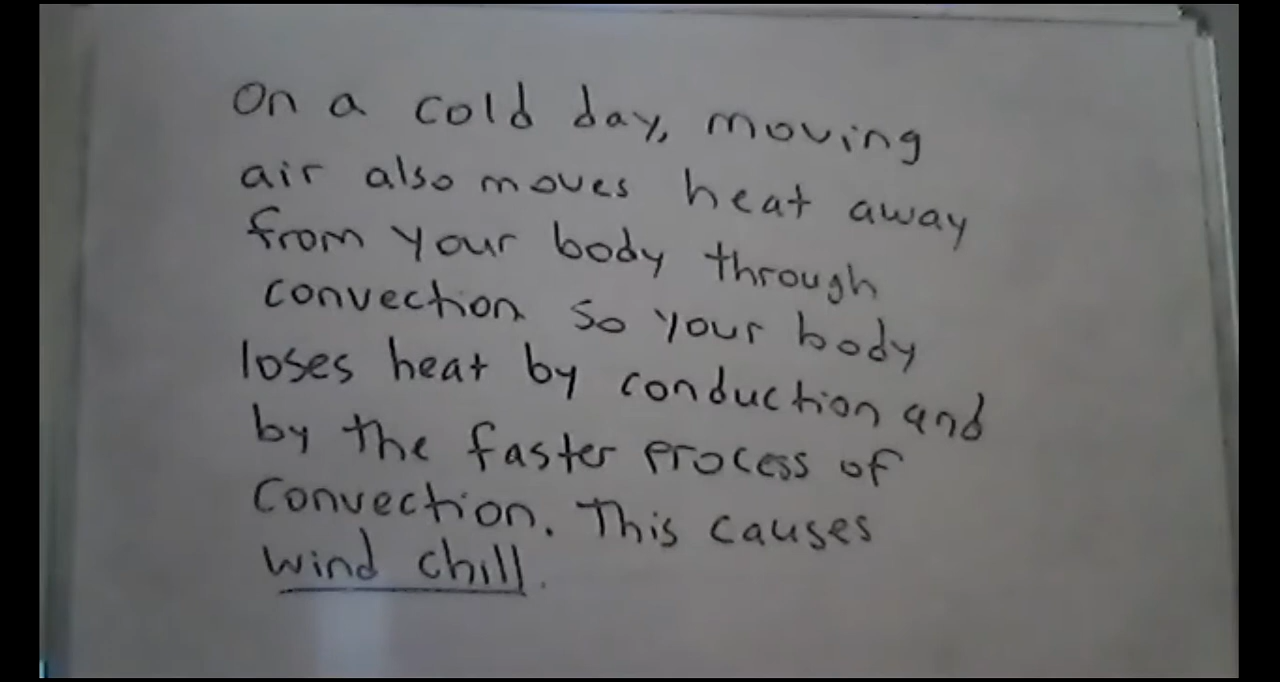 On a cold day, moving
air also moves heat away
from your body through
convection so your body
loses heat by conduction and
by the faster process of
Convection. This causes
wind chill.